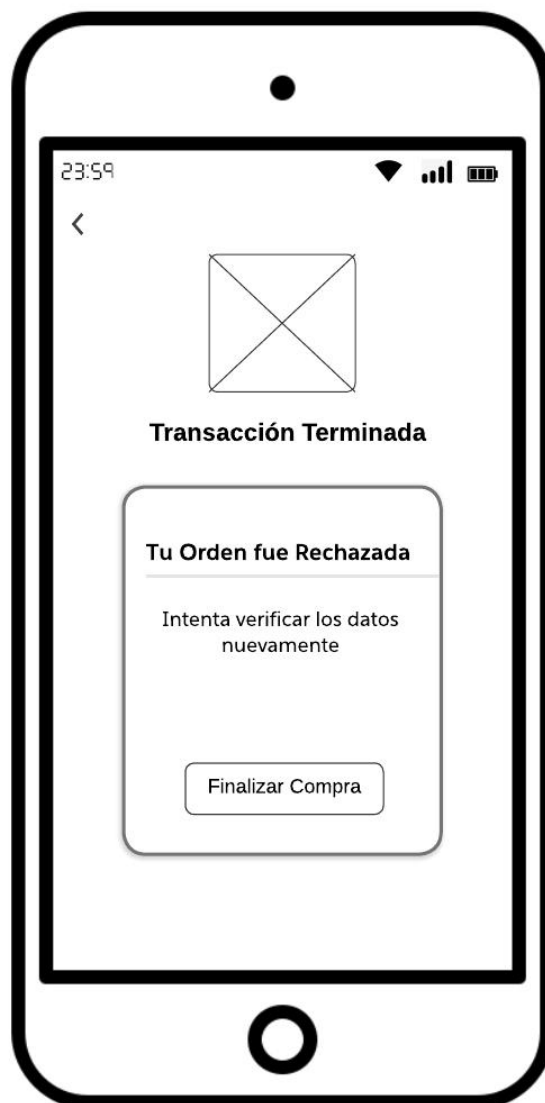 23:59
Transacción Terminada
Tu Orden fue Rechazada
Intenta verificar los datos
nuevamente
Finalizar Compra